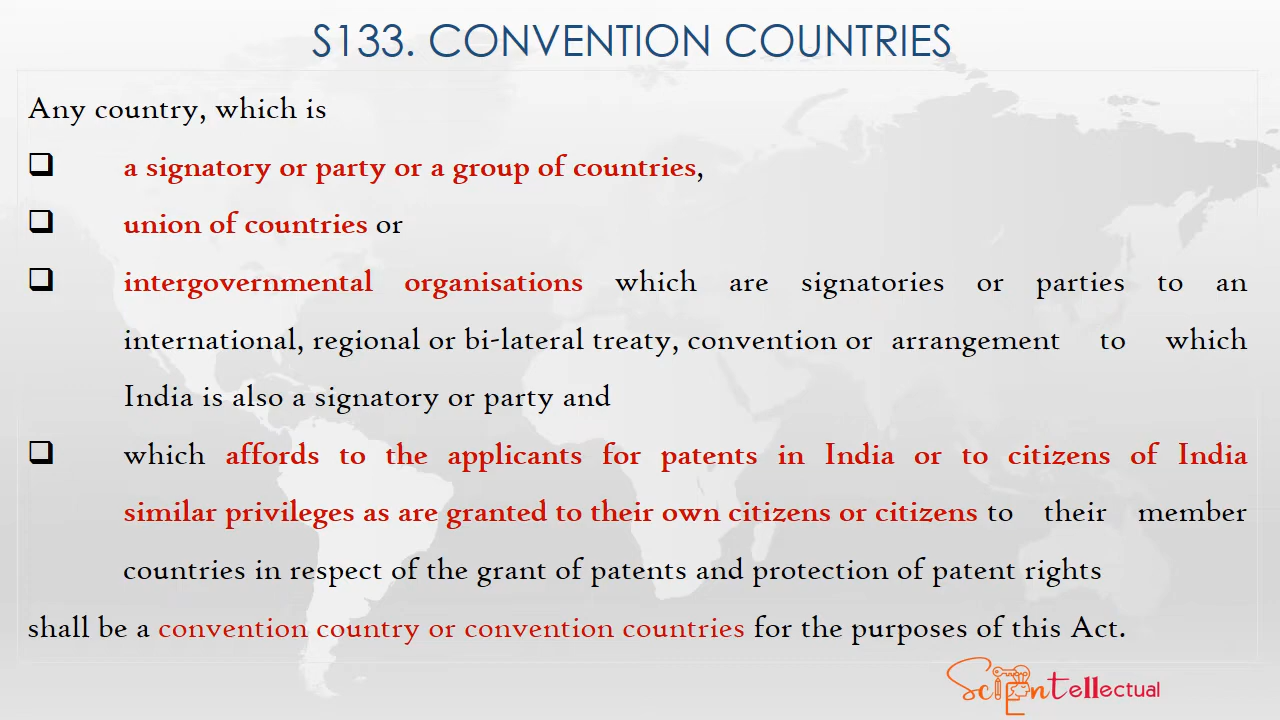 S133. CONVENTION COUNTRIES
Any country, which is
❑ a signatory or party or a group of countries,
❑ union of countries or
❑ intergovernmental organisations which are signatories or parties to an
international, regional or bi-lateral treaty, convention or arrangement to which
India is also a signatory or party and
❑ which affords to the applicants for patents in India or to citizens of India
similar privileges as are granted to their own citizens or citizens to their member
countries in respect of the grant of patents and protection of patent rights
shall be a convention country or convention countries for the purposes of this Act.
SciEntellectual